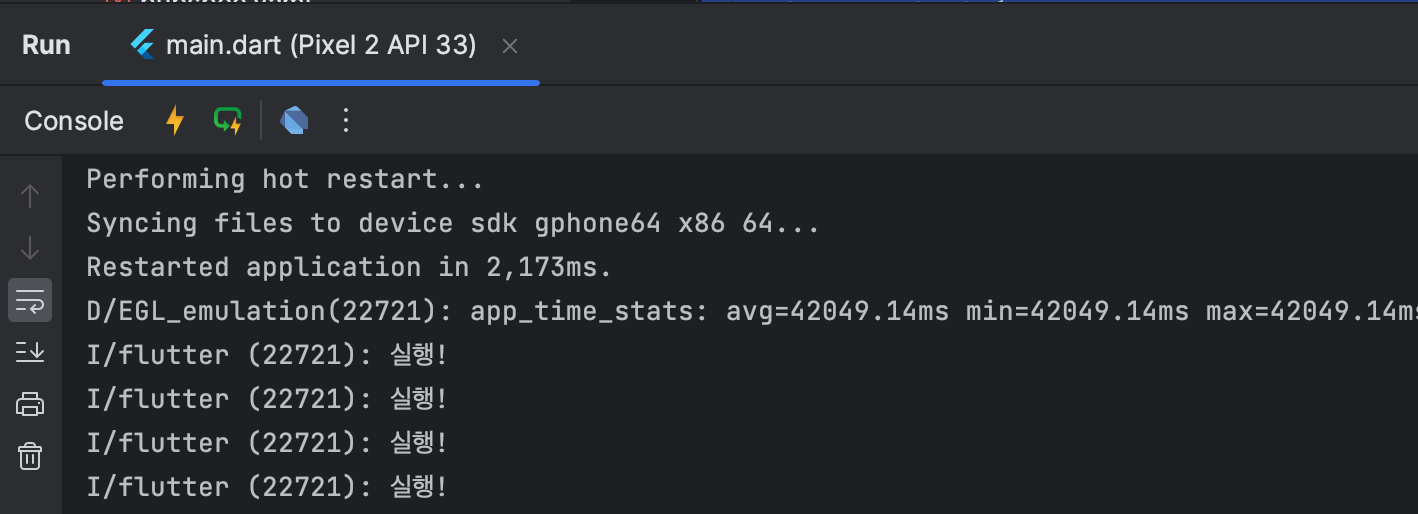 Run main.dart (Pixel 2 API 33)
Console
Performing hot restart...
Syncing files to device sdk gphone64 x86 64...
Restarted application in 2,173ms.
D/EGL_emulation(22721): app_time_stats: avg=42049.14ms min=42049.14ms max=42049.14ms
I/flutter (22721): 실행!
I/flutter (22721): 실행!
I/flutter (22721): 실행!
I/flutter (22721): 실행!